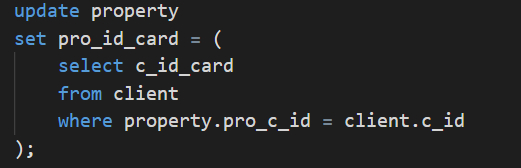 update property
set pro_id_card = (
    select c_id_card
    from client
    where property.pro_c_id = client.c_id
);